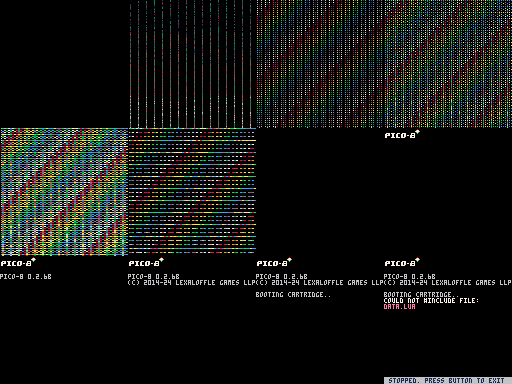 PICO-8
PICO-8
PICO-8 0.2.6B
PICO-8
PICO-8 0.2.6B
(C) 2014-24 LEXALOFFLE GAMES LLP
PICO-8
PICO-8 0.2.6B
(C) 2014-24 LEXALOFFLE GAMES LLP
BOOTING CARTRIDGE..
PICO-8
PICO-8 0.2.6B
(C) 2014-24 LEXALOFFLE GAMES LLP
BOOTING CARTRIDGE..
COULD NOT #INCLUDE FILE:
DATA.LUA
STOPPED. PRESS BUTTON TO EXIT